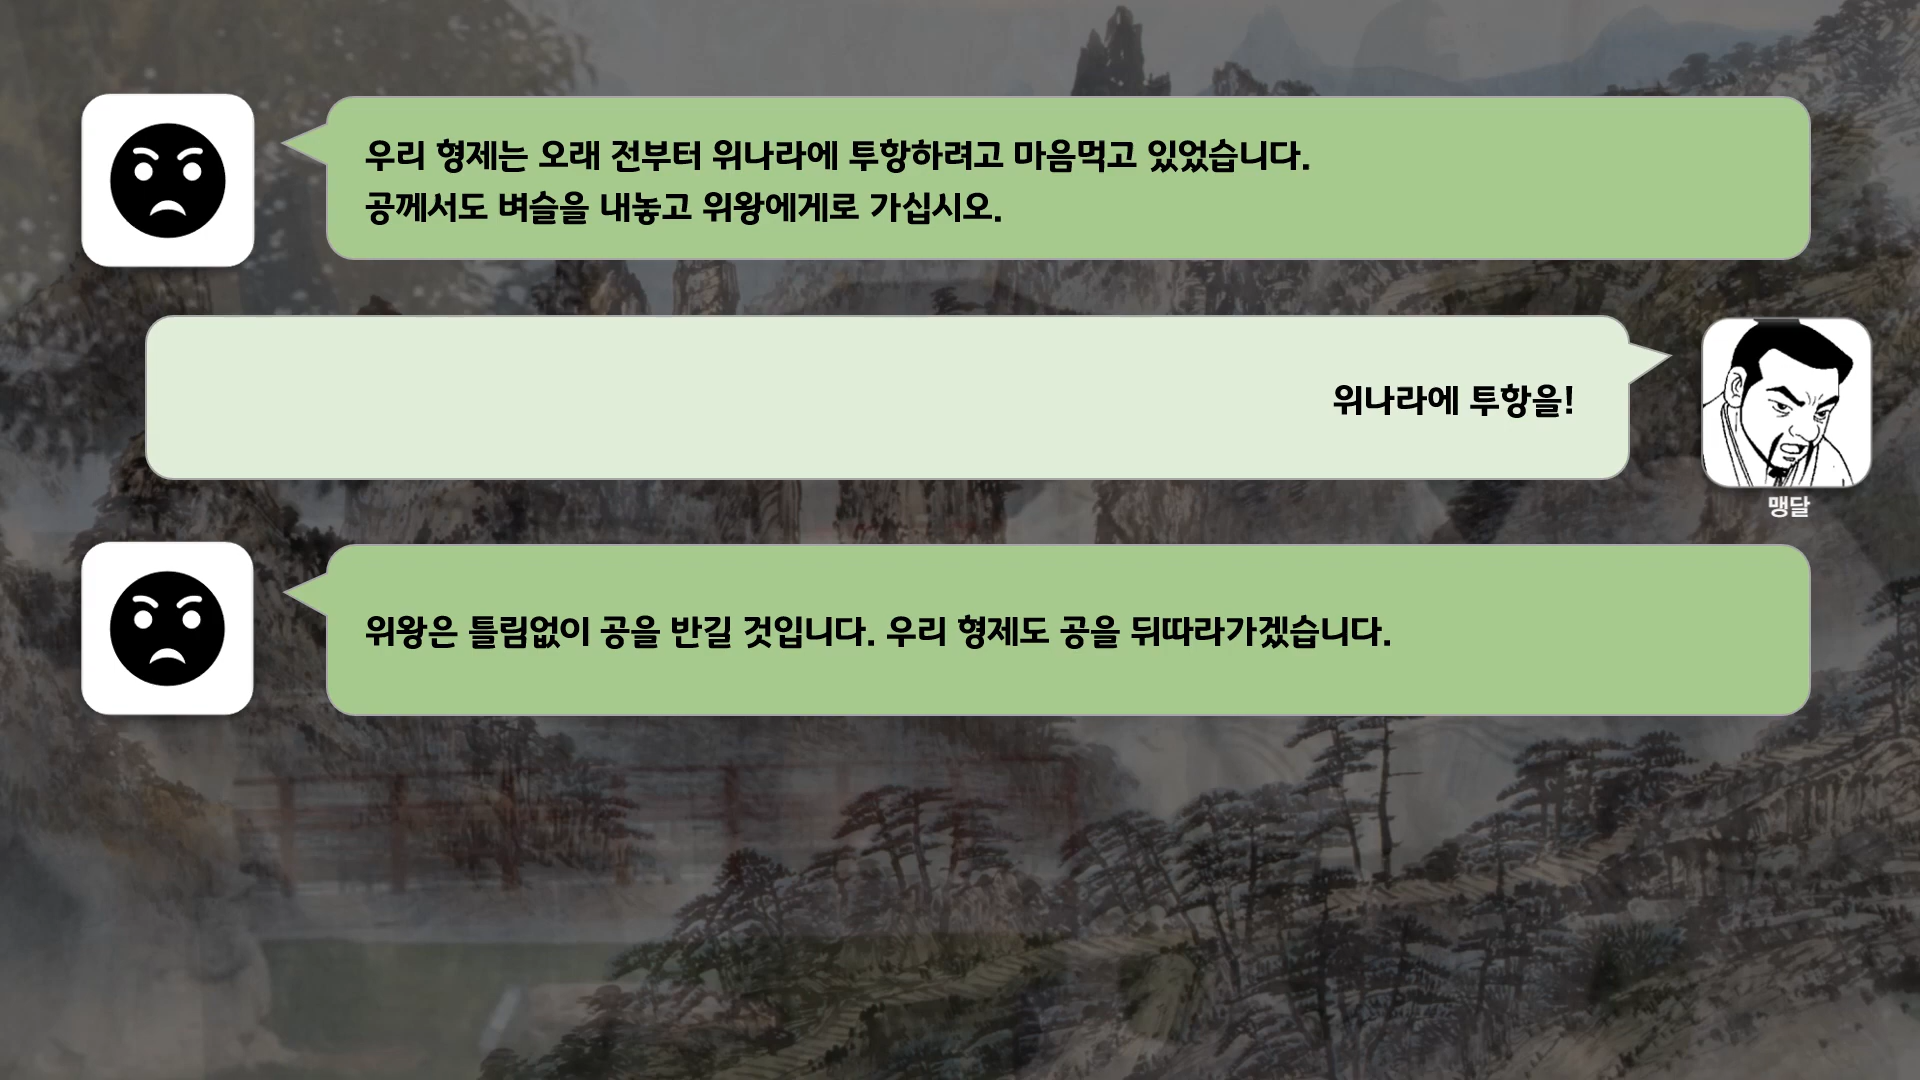 우리 형제는 오래 전부터 위나라에 투항하려고 마음먹고 있었습니다.
공께서도 벼슬을 내놓고 위왕에게로 가십시오.
위나라에 투항을!
맹달
위왕은 틀림없이 공을 반길 것입니다. 우리 형제도 공을 뒤따라가겠습니다.